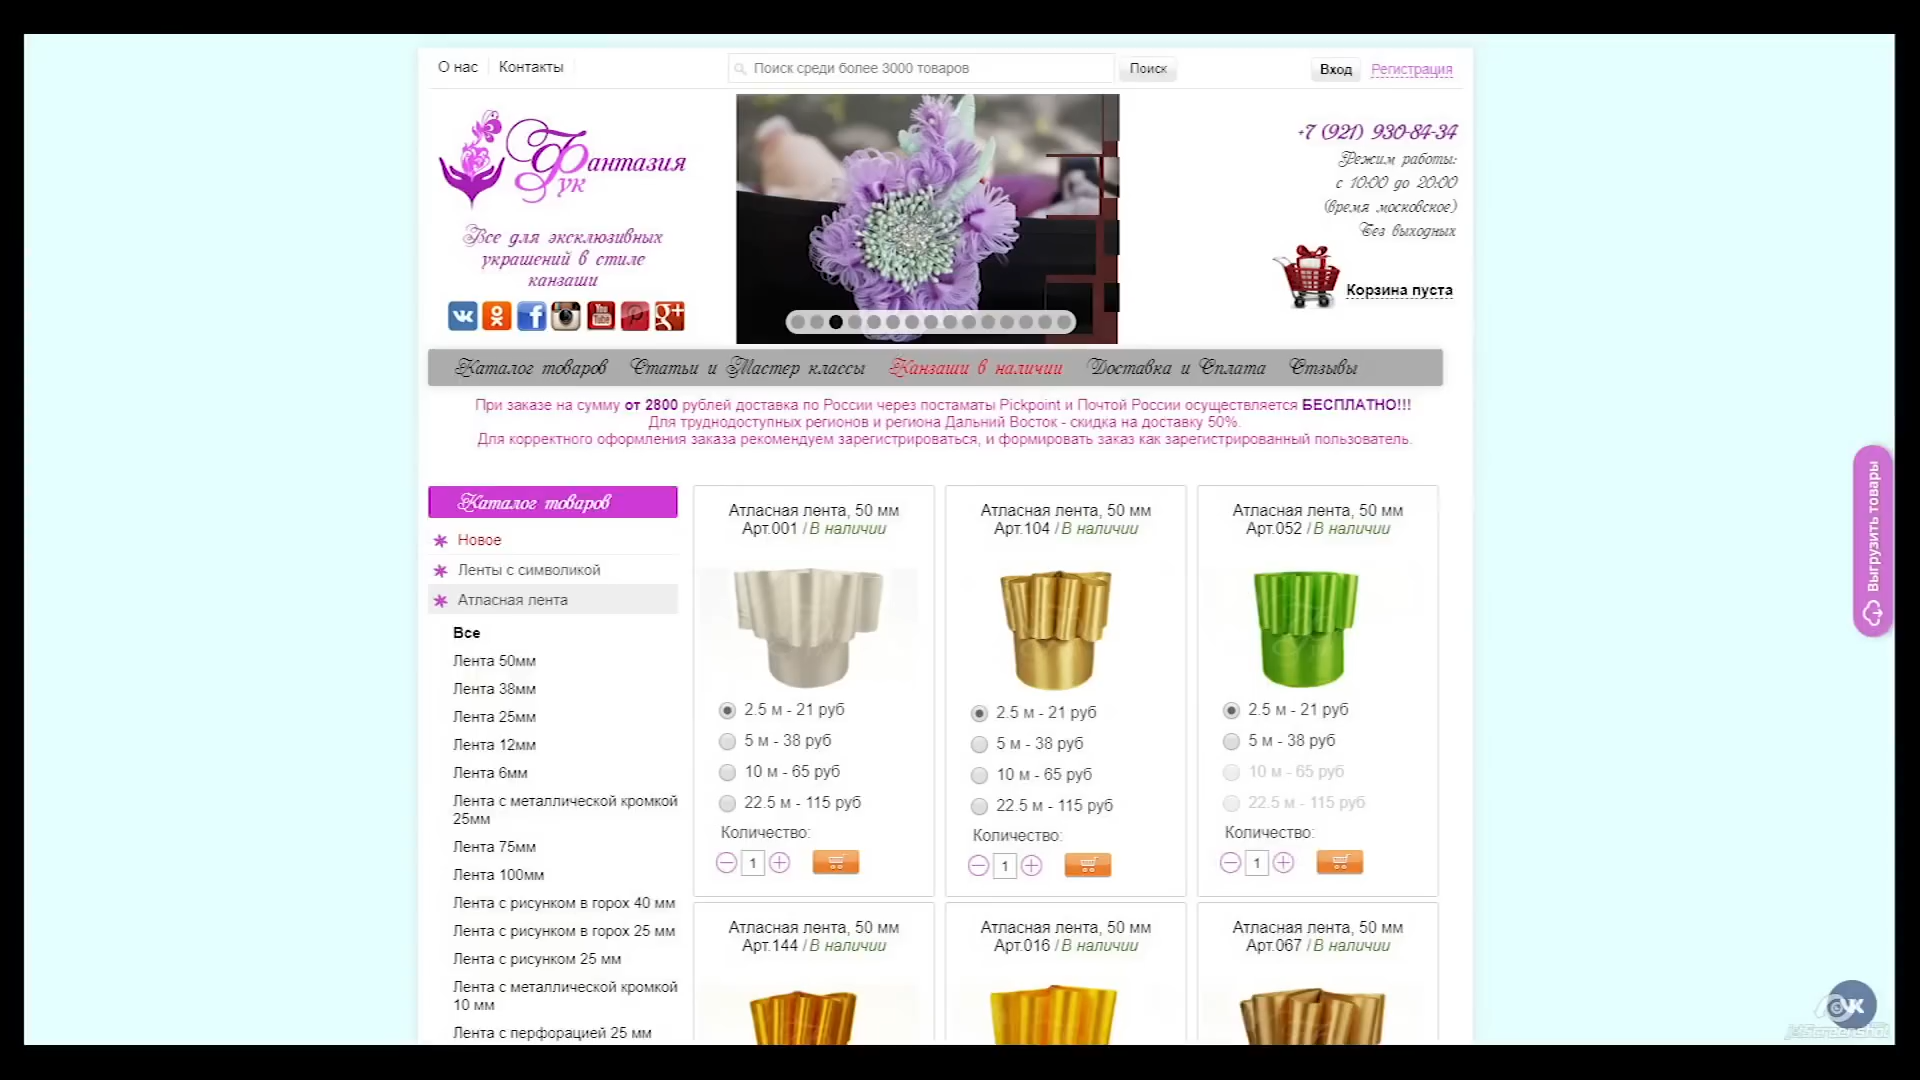 О нас
Контакты
Поиск среди более 3000 товаров
Поиск
Вход
Регистрация
Фантазия
Рук
Все для эксклюзивных
украшений в стиле
канзаши
You
Tube
g+
+7 (921) 930-84-34
Режим работы:
с 10:00 до 20:00
(время московское)
Без выходных
Корзина пуста
Каталог товаров
Статьи и Мастер классы
Канзаши в наличии
Доставка и Оплата
Отзывы
При заказе на сумму от 2800 рублей доставка по России через постаматы Pickpoint и Почтой России осуществляется БЕСПЛАТНО!!!
Для труднодоступных регионов и региона Дальний Восток - скидка на доставку 50%.
Для корректного оформления заказа рекомендуем зарегистрироваться, и формировать заказ как зарегистрированный пользователь.
Каталог товаров
Новое
Ленты с символикой
Атласная лента
Все
Лента 50мм
Лента 38мм
Лента 25мм
Лента 12мм
Лента 6мм
Лента с металлической кромкой
25мм
Лента 75мм
Лента 100мм
Лента с рисунком в горох 40 мм
Лента с рисунком в горох 25 мм
Лента с рисунком 25 мм
Лента с металлической кромкой
10 мм
Лента с перфорацией 25 мм
Атласная лента, 50 мм
Арт.001 / В наличии
2.5 м - 21 руб
5 м - 38 руб
10 м - 65 руб
22.5 м - 115 руб
Количество:
1
Атласная лента, 50 мм
Арт.104 / В наличии
2.5 м - 21 руб
5 м - 38 руб
10 м - 65 руб
22.5 м - 115 руб
Количество:
1
Атласная лента, 50 мм
Арт.052 / В наличии
2.5 м - 21 руб
5 м - 38 руб
10 м - 65 руб
22.5 м - 115 руб
Количество:
1
Атласная лента, 50 мм
Арт.144 / В наличии
Атласная лента, 50 мм
Арт.016 / В наличии
Атласная лента, 50 мм
Арт.067 / В наличии
Выгрузить товары